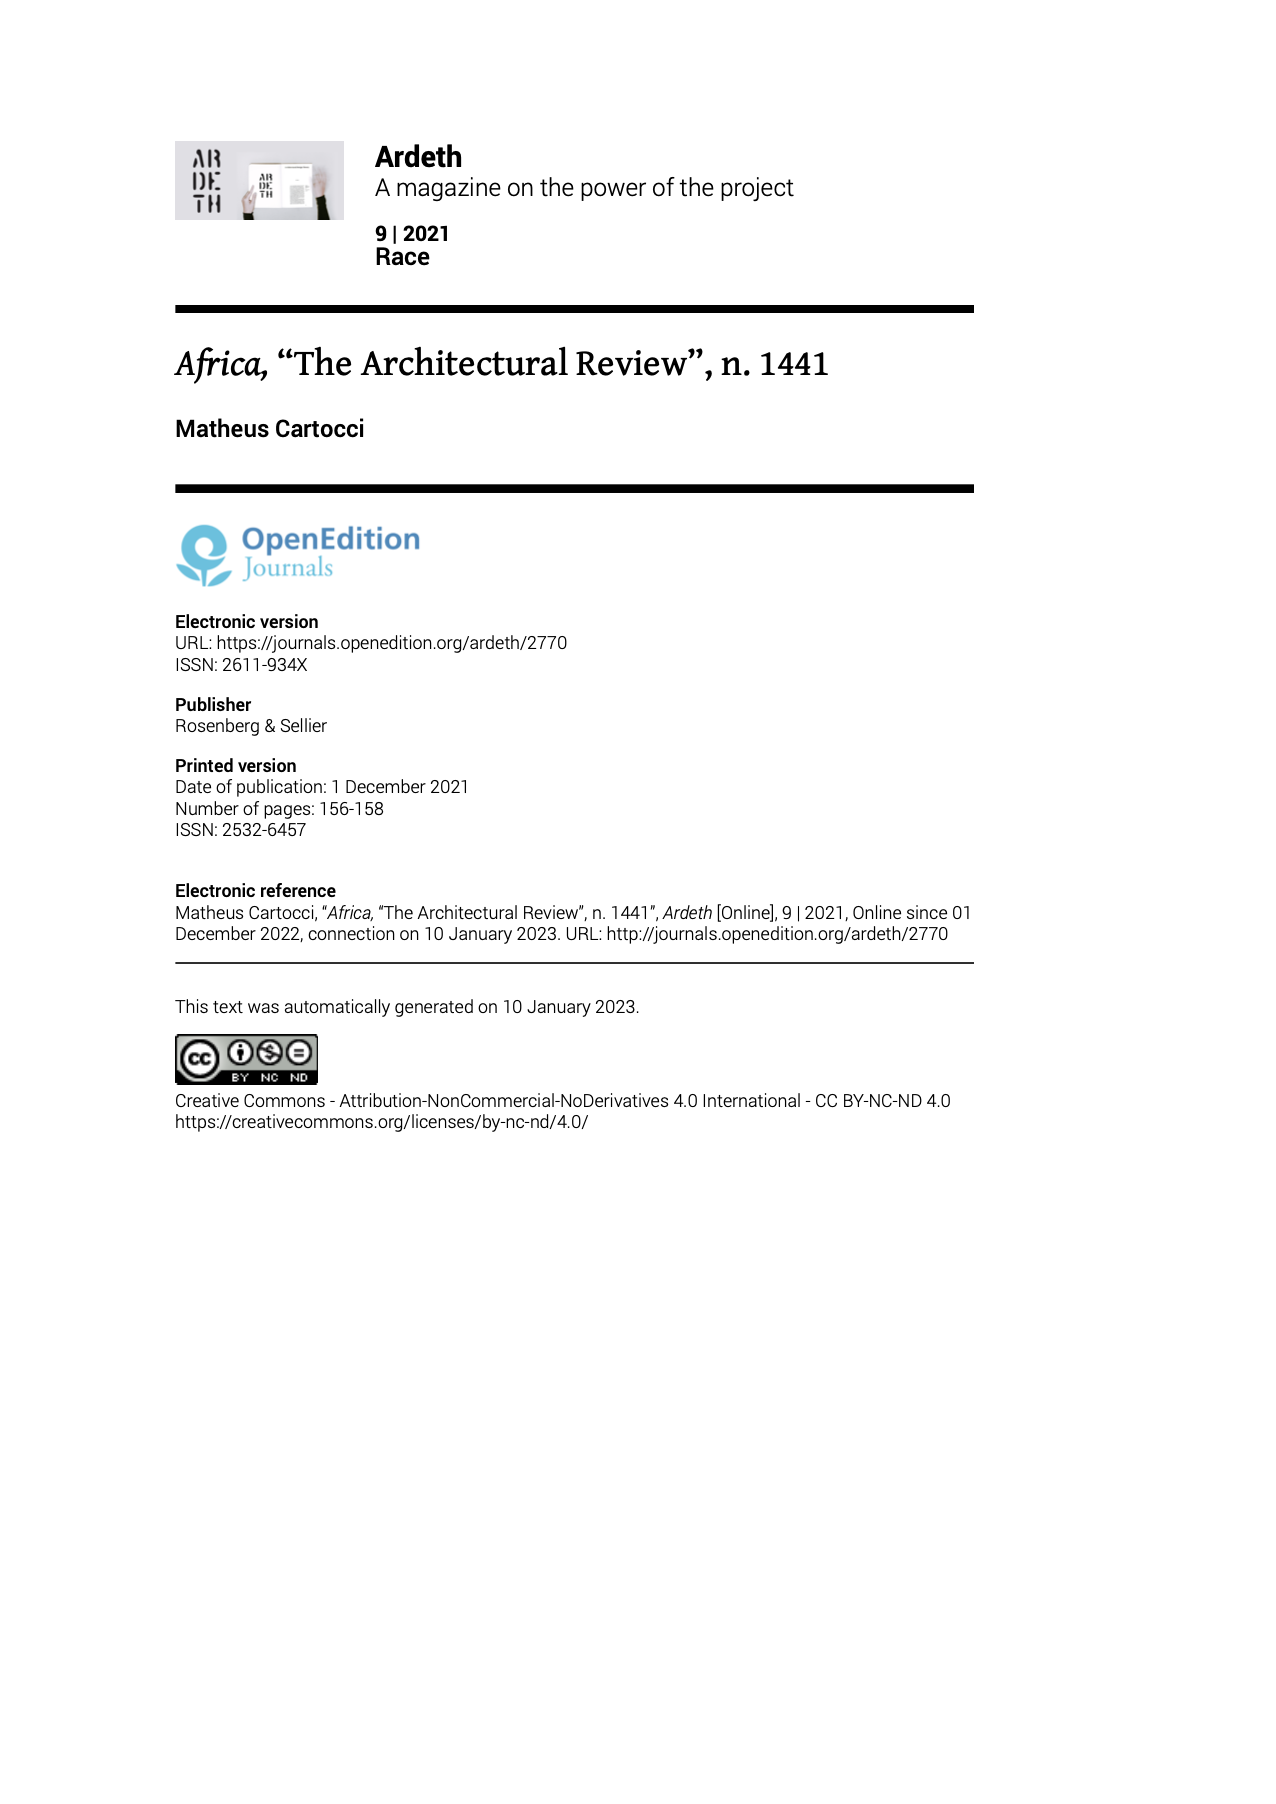 AR
DE
TH
AR
DE
TH
Ardeth
A magazine on the power of the project
9 | 2021
Race
Africa, “The Architectural Review”, n. 1441
Matheus Cartocci
OpenEdition
Journals
Electronic version
URL: https://journals.openedition.org/ardeth/2770
ISSN: 2611-934X
Publisher
Rosenberg & Sellier
Printed version
Date of publication: 1 December 2021
Number of pages: 156-158
ISSN: 2532-6457
Electronic reference
Matheus Cartocci, “Africa, “The Architectural Review”, n. 1441”, Ardeth [Online], 9 | 2021, Online since 01
December 2022, connection on 10 January 2023. URL: http://journals.openedition.org/ardeth/2770
This text was automatically generated on 10 January 2023.
cc
BY NC ND
Creative Commons - Attribution-NonCommercial-NoDerivatives 4.0 International - CC BY-NC-ND 4.0
https://creativecommons.org/licenses/by-nc-nd/4.0/